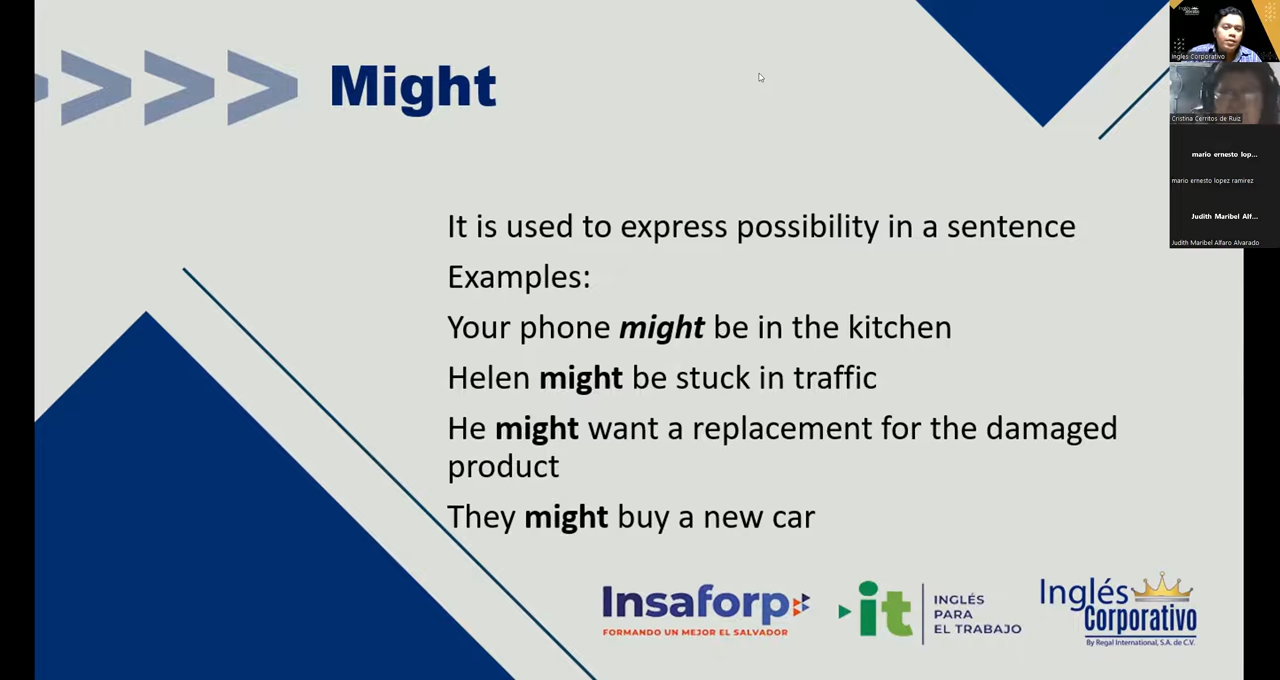 Might
It is used to express possibility in a sentence
Examples:
Your phone might be in the kitchen
Helen might be stuck in traffic
He might want a replacement for the damaged
product
They might buy a new car
Insaforp
FORMANDO UN MEJOR EL SALVADOR
it
INGLÉS
PARA
EL TRABAJO
Inglés
Corporativo
By Regal International, S.A. de C.V.
Ingles Corporativo
Cristina Cerritos de Ruiz
mario ernesto lop...
mario ernesto lopez ramirez
Judith Maribel Alf...
Judith Maribel Alfaro Alvarado